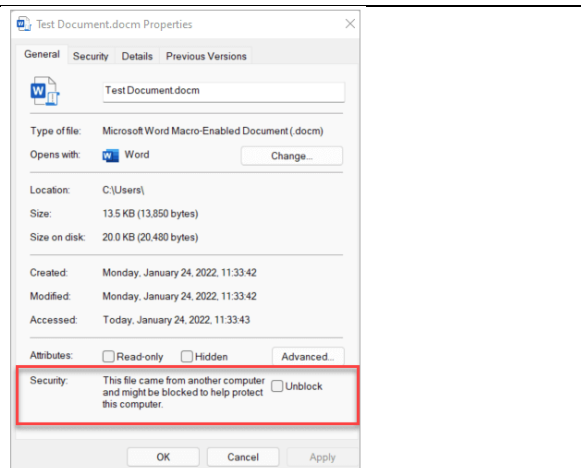 Test Document.docm Properties
General Security Details Previous Versions
Test Document.docm
Type of file: Microsoft Word Macro-Enabled Document (.docm)
Opens with: Word Change...
Location: C:\Users\
Size: 13.5 KB (13,850 bytes)
Size on disk: 20.0 KB (20,480 bytes)
Created: Monday, January 24, 2022, 11:33:42
Modified: Monday, January 24, 2022, 11:33:42
Accessed: Today, January 24, 2022, 11:33:43
Attributes: Read-only Hidden Advanced...
Security: This file came from another computer
and might be blocked to help protect
this computer.
Unblock
OK Cancel Apply